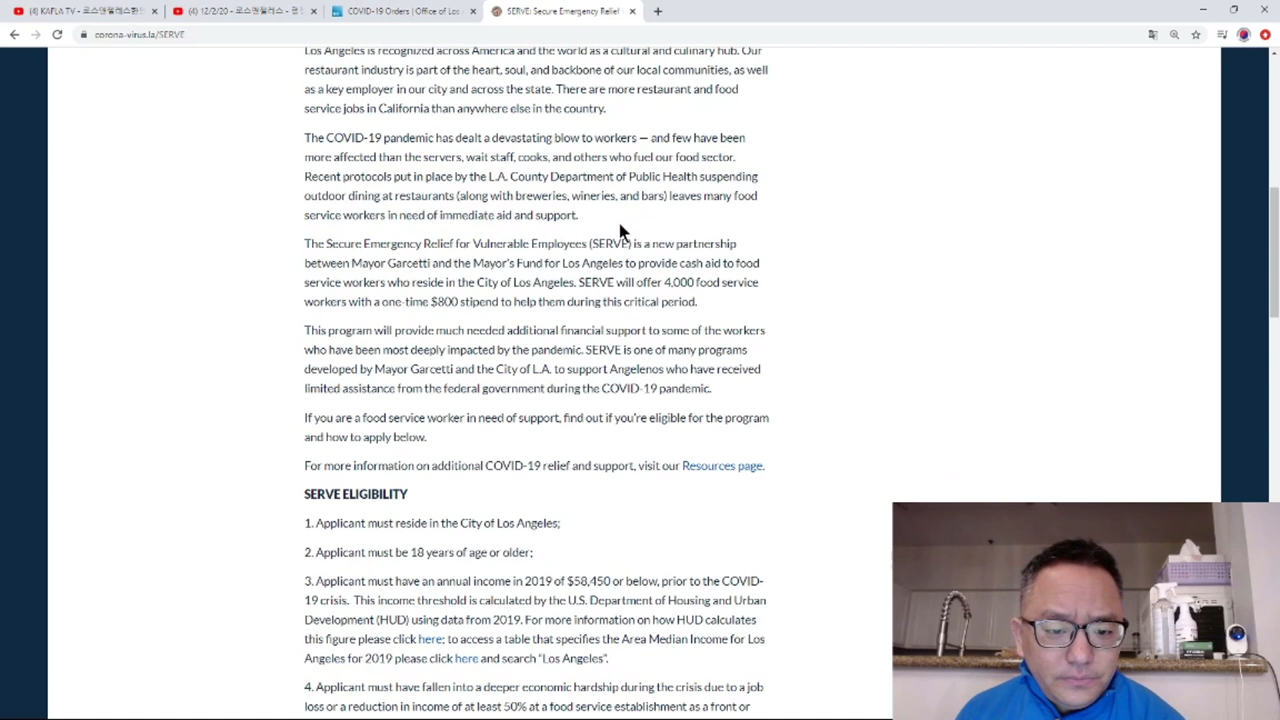 (4) KAFLA TV - 로스앤젤레스한
(4) 12/2/20 - 로스앤젤레스 -
COVID-19 Orders | Office of Los
SERVE: Secure Emergency Relief
corona-virus.la/SERVE
Los Angeles is recognized across America and the world as a cultural and culinary hub. Our
restaurant industry is part of the heart, soul, and backbone of our local communities, as well
as a key employer in our city and across the state. There are more restaurant and food
service jobs in California than anywhere else in the country.
The COVID-19 pandemic has dealt a devastating blow to workers — and few have been
more affected than the servers, wait staff, cooks, and others who fuel our food sector.
Recent protocols put in place by the L.A. County Department of Public Health suspending
outdoor dining at restaurants (along with breweries, wineries, and bars) leaves many food
service workers in need of immediate aid and support.
The Secure Emergency Relief for Vulnerable Employees (SERVE) is a new partnership
between Mayor Garcetti and the Mayor's Fund for Los Angeles to provide cash aid to food
service workers who reside in the City of Los Angeles. SERVE will offer 4,000 food service
workers with a one-time $800 stipend to help them during this critical period.
This program will provide much needed additional financial support to some of the workers
who have been most deeply impacted by the pandemic. SERVE is one of many programs
developed by Mayor Garcetti and the City of L.A. to support Angelenos who have received
limited assistance from the federal government during the COVID-19 pandemic.
If you are a food service worker in need of support, find out if you're eligible for the program
and how to apply below.
For more information on additional COVID-19 relief and support, visit our Resources page.
SERVE ELIGIBILITY
1. Applicant must reside in the City of Los Angeles;
2. Applicant must be 18 years of age or older;
3. Applicant must have an annual income in 2019 of $58,450 or below, prior to the COVID-
19 crisis. This income threshold is calculated by the U.S. Department of Housing and Urban
Development (HUD) using data from 2019. For more information on how HUD calculates
this figure please click here; to access a table that specifies the Area Median Income for Los
Angeles for 2019 please click here and search “Los Angeles”.
4. Applicant must have fallen into a deeper economic hardship during the crisis due to a job
loss or a reduction in income of at least 50% at a food service establishment as a front or